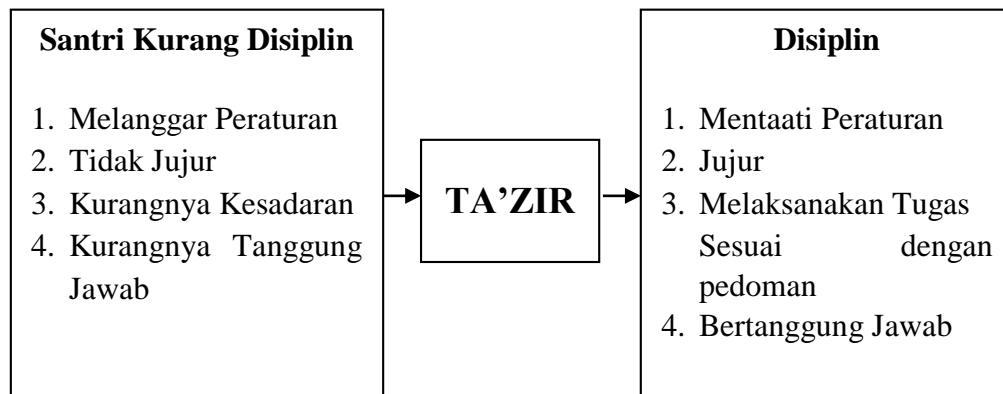 Santri Kurang Disiplin
1. Melanggar Peraturan
2. Tidak Jujur
3. Kurangnya Kesadaran
4. Kurangnya Tanggung
Jawab
TA’ZIR
Disiplin
1. Mentaati Peraturan
2. Jujur
3. Melaksanakan Tugas
Sesuai dengan
pedoman
4. Bertanggung Jawab